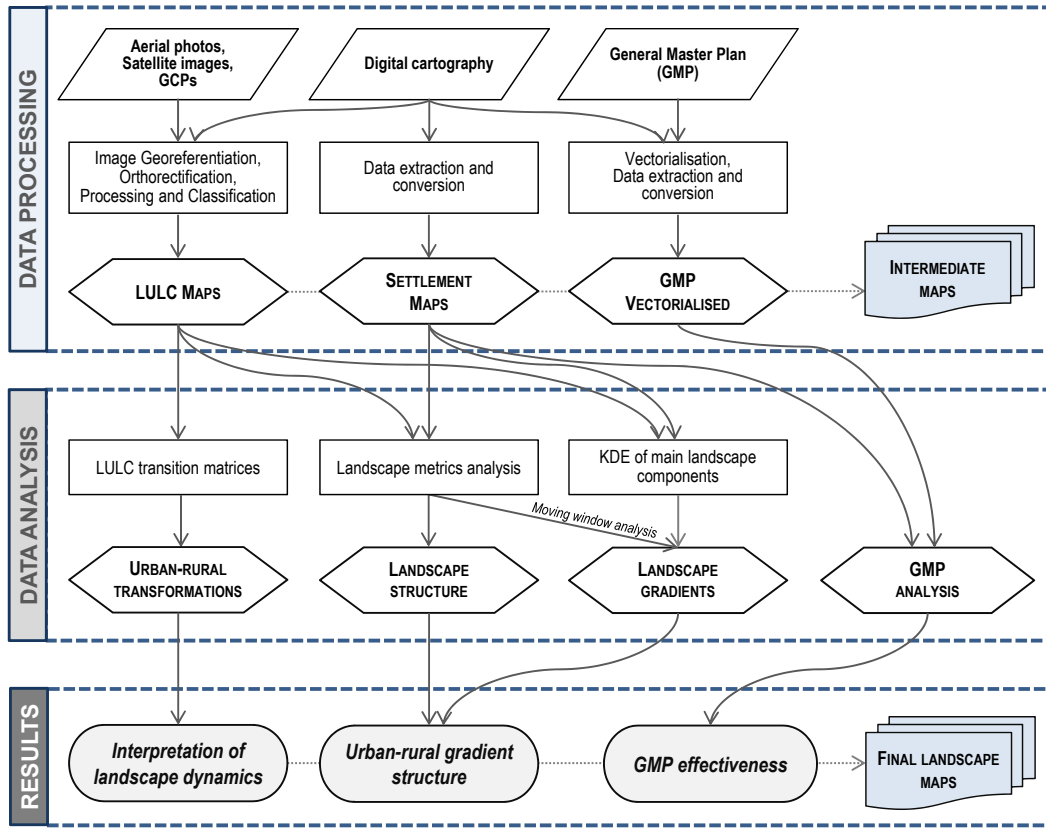 DATA PROCESSING
Aerial photos,
Satellite images,
GCPs
Digital cartography
General Master Plan
(GMP)
Image Georeferentiation,
Orthorectification,
Processing and Classification
Data extraction and
conversion
Vectorialisation,
Data extraction and
conversion
LULC MAPS
SETTLEMENT
MAPS
GMP
VECTORIALISED
INTERMEDIATE
MAPS
DATA ANALYSIS
LULC transition matrices
Landscape metrics analysis
KDE of main landscape
components
Moving window analysis
URBAN-RURAL
TRANSFORMATIONS
LANDSCAPE
STRUCTURE
LANDSCAPE
GRADIENTS
GMP
ANALYSIS
RESULTS
Interpretation of
landscape dynamics
Urban-rural gradient
structure
GMP effectiveness
FINAL LANDSCAPE
MAPS